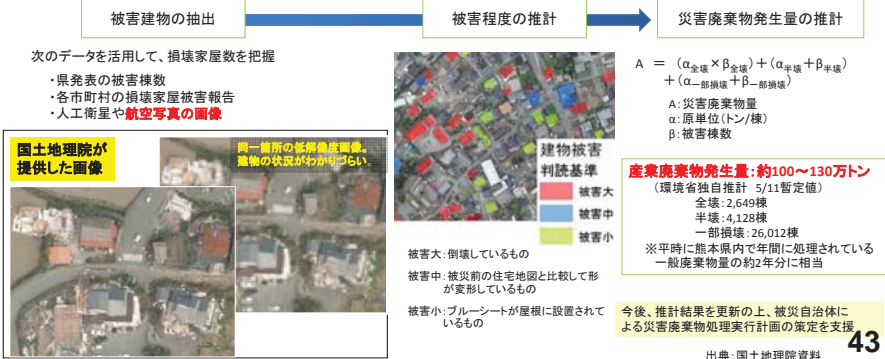 被害建物の抽出
被害程度の推計
災害廃棄物発生量の推計
次のデータを活用して、損壊家屋数を把握
・県発表の被害棟数
・各市町村の損壊家屋被害報告
・人工衛星や航空写真の画像
国土地理院が
提供した画像
同一箇所の低解像度画像。
建物の状況がわかりづらい。
建物被害
判読基準
被害大
被害中
被害小
被害大:倒壊しているもの
被害中:被災前の住宅地図と比較して形
が変形しているもの
被害小:ブルーシートが屋根に設置されて
いるもの
A = (α全壊×β全壊)+(α半壊+β半壊)
+(α一部損壊+β一部損壊)
A:災害廃棄物量
α:原単位(トン/棟)
β:被害棟数
産業廃棄物発生量:約100~130万トン
(環境省独自推計 5/11暫定値)
全壊:2,649棟
半壊:4,128棟
一部損壊:26,012棟
※平時に熊本県内で年間に処理されている
一般廃棄物量の約2年分に相当
今後、推計結果を更新の上、被災自治体に
よる災害廃棄物処理実行計画の策定を支援
出典:国土地理院資料
43